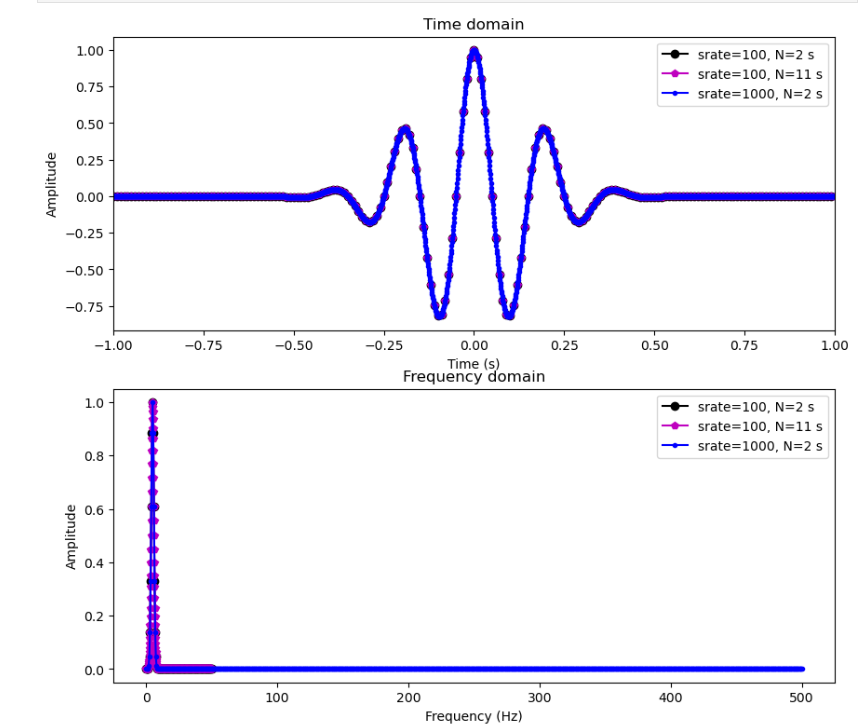 Time domain
1.00
0.75
0.50
0.25
0.00
−0.25
−0.50
−0.75
Amplitude
srate=100, N=2 s
srate=100, N=11 s
srate=1000, N=2 s
−1.00 −0.75 −0.50 −0.25 0.00 0.25 0.50 0.75 1.00
Time (s)
Frequency domain
1.0
0.8
0.6
0.4
0.2
0.0
Amplitude
srate=100, N=2 s
srate=100, N=11 s
srate=1000, N=2 s
0 100 200 300 400 500
Frequency (Hz)